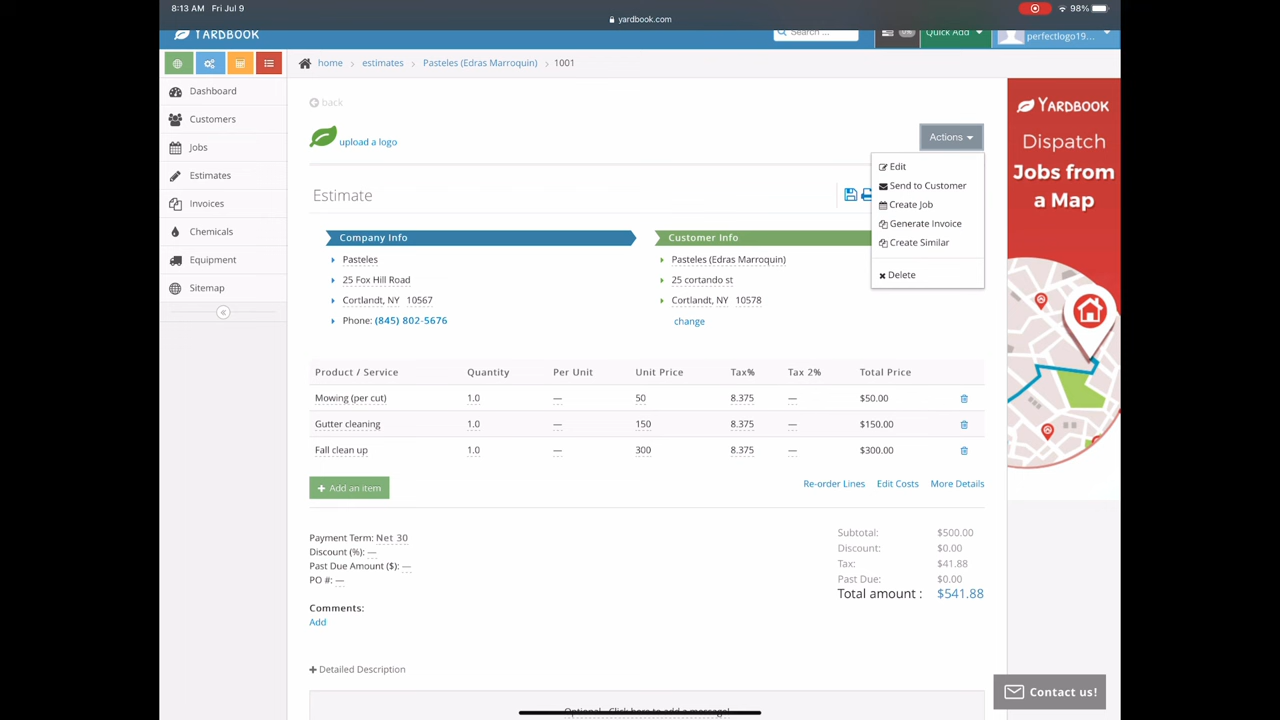 8:13 AM Fri Jul 9
98%
yardbook.com
YARDBOOK
Search ...
Quick Add
perfectlogo19...
home > estimates > Pasteles (Edras Marroquin) > 1001
Dashboard
Customers
Jobs
Estimates
Invoices
Chemicals
Equipment
Sitemap
back
upload a logo
Actions
Edit
Send to Customer
Create Job
Generate Invoice
Create Similar
Delete
Estimate
Company Info
Pasteles
25 Fox Hill Road
Cortlandt, NY 10567
Phone: (845) 802-5676
Customer Info
Pasteles (Edras Marroquin)
25 cortando st
Cortlandt, NY 10578
change
Product / Service Quantity Per Unit Unit Price Tax% Tax 2% Total Price
Mowing (per cut) 1.0 — 50 8.375 — $50.00
Gutter cleaning 1.0 — 150 8.375 — $150.00
Fall clean up 1.0 — 300 8.375 — $300.00
+ Add an item
Re-order Lines Edit Costs More Details
Payment Term: Net 30
Discount (%): —
Past Due Amount ($): —
PO #: —
Comments:
Add
Subtotal: $500.00
Discount: $0.00
Tax: $41.88
Past Due: $0.00
Total amount : $541.88
+ Detailed Description
Optional - Click here to add a message!
YARDBOOK
Dispatch
Jobs from
a Map
Contact us!